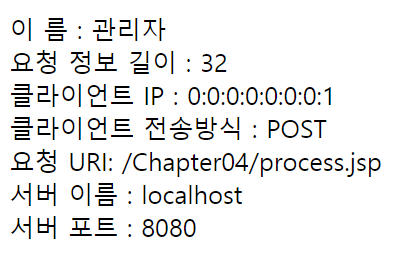 이 름 : 관리자
요청 정보 길이 : 32
클라이언트 IP : 0:0:0:0:0:0:0:1
클라이언트 전송방식 : POST
요청 URI: /Chapter04/process.jsp
서버 이름 : localhost
서버 포트 : 8080